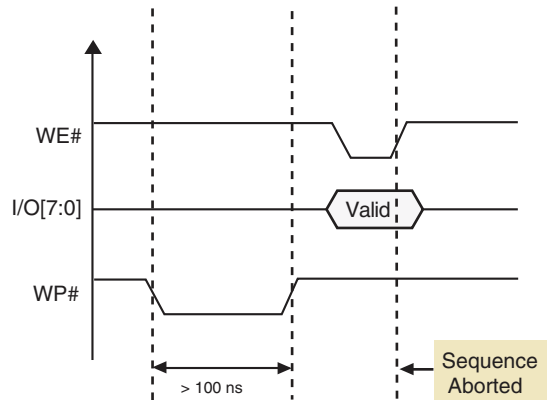 WE#
I/O[7:0]
Valid
WP#
> 100 ns
Sequence
Aborted